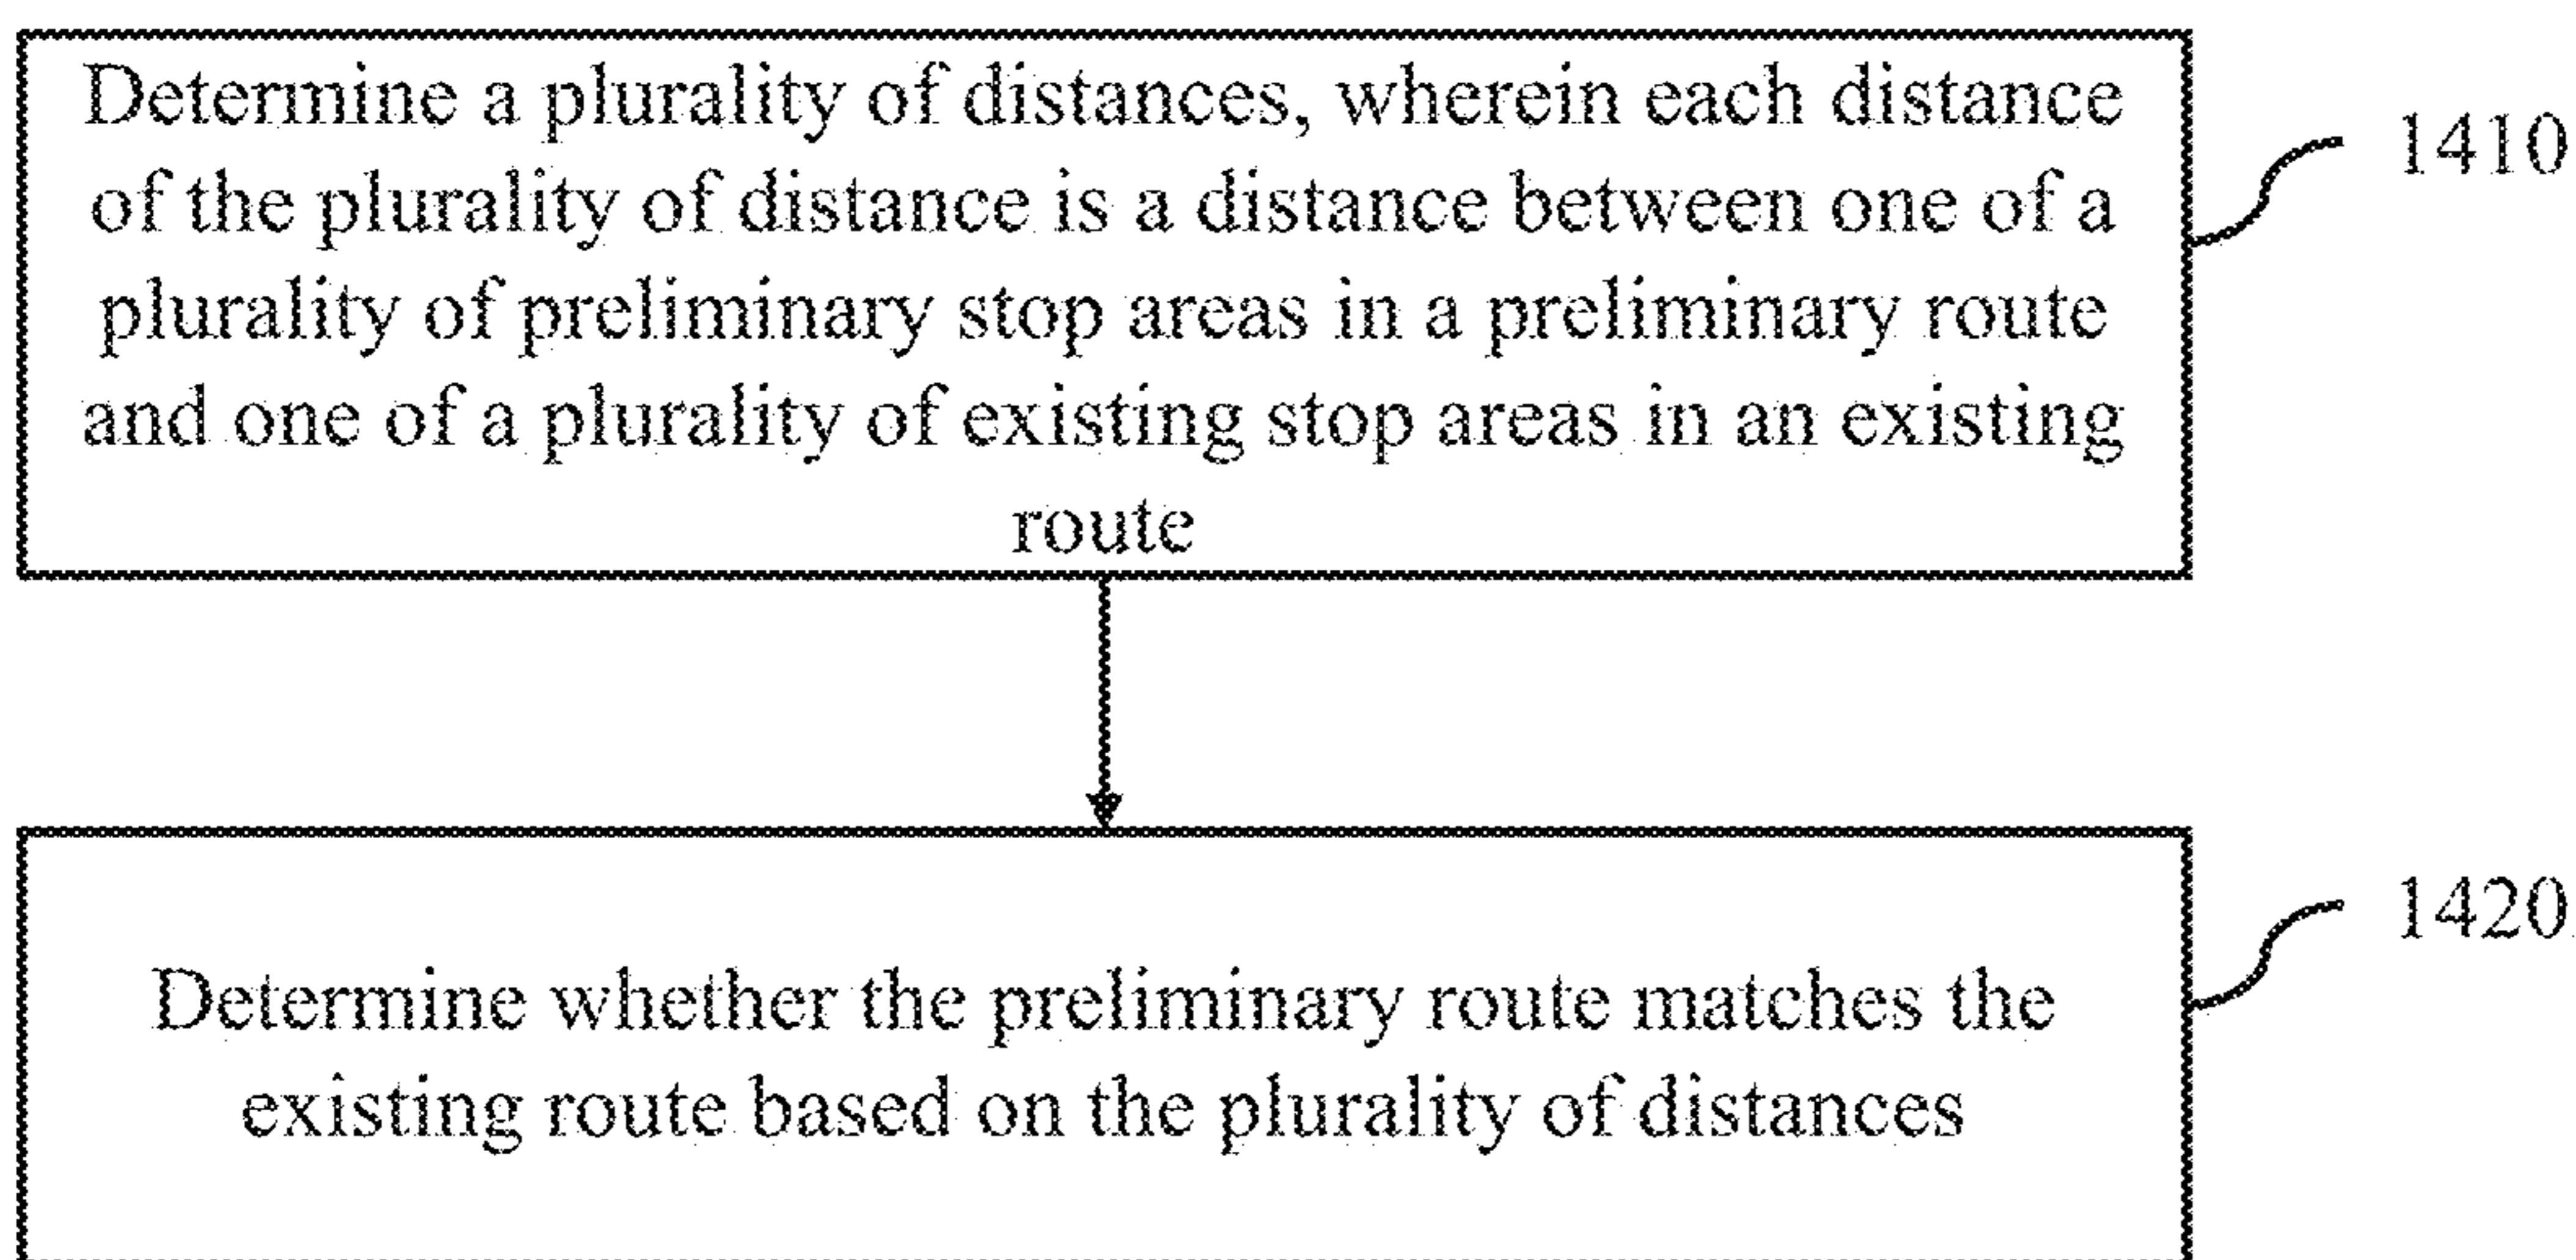 Determine a plurality of distances, wherein each distance
of the plurality of distance is a distance between one of a
plurality of preliminary stop areas in a preliminary route
and one of a plurality of existing stop areas in an existing
route
1410
Determine whether the preliminary route matches the
existing route based on the plurality of distances
1420